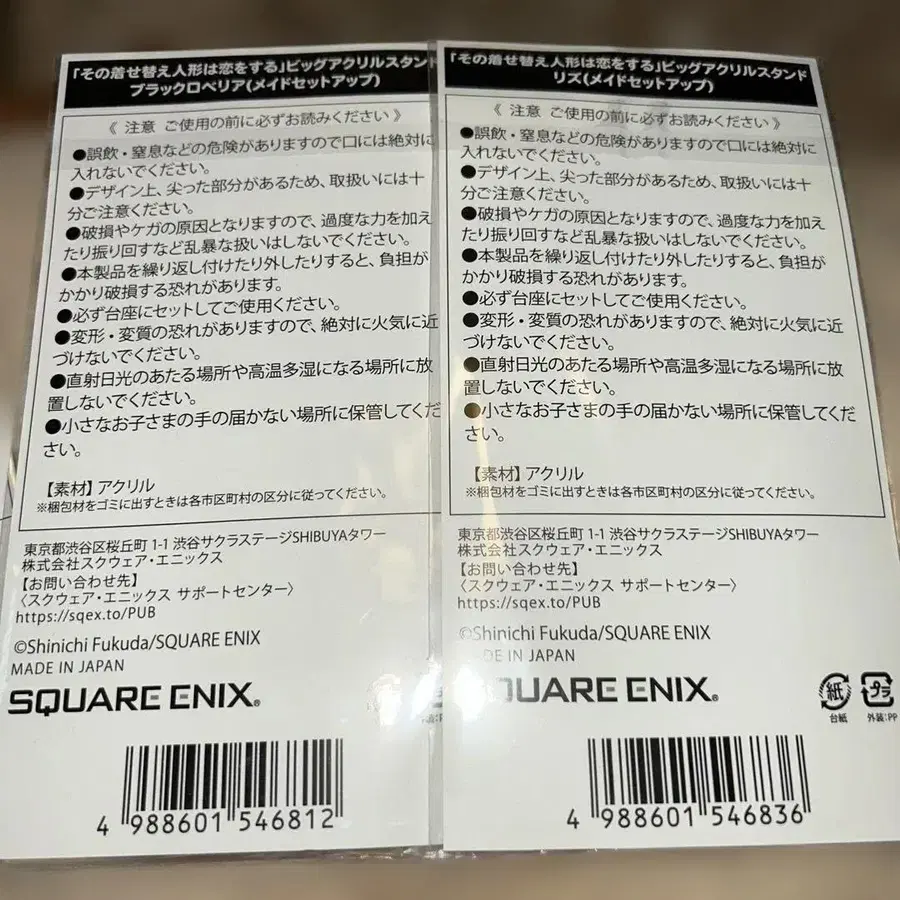 「その着せ替え人形は恋をする」ビッグアクリルスタンド
ブラックロベリア(メイドセットアップ)
《 注意 ご使用の前に必ずお読みください 》
●誤飲・窒息などの危険がありますので口には絶対に
入れないでください。
●デザイン上、尖った部分があるため、取扱いには十
分ご注意ください。
●破損やケガの原因となりますので、過度な力を加え
たり振り回すなど乱暴な扱いはしないでください。
●本製品を繰り返し付けたり外したりすると、負担が
かかり破損する恐れがあります。
●必ず台座にセットしてご使用ください。
●変形・変質の恐れがありますので、絶対に火気に近
づけないでください。
●直射日光のあたる場所や高温多湿になる場所に放
置しないでください。
●小さなお子さまの手の届かない場所に保管してくだ
さい。
【素材】アクリル
※梱包材をゴミに出すときは各市区町村の区分に従ってください。
東京都渋谷区桜丘町 1-1 渋谷サクラステージSHIBUYAタワー
株式会社スクウェア・エニックス
【お問い合わせ先】
〈スクウェア・エニックス サポートセンター〉
https://sqex.to/PUB
©Shinichi Fukuda/SQUARE ENIX
MADE IN JAPAN
SQUARE ENIX®
4 988601 546812
「その着せ替え人形は恋をする」ビッグアクリルスタンド
リズ(メイドセットアップ)
《 注意 ご使用の前に必ずお読みください 》
●誤飲・窒息などの危険がありますので口には絶対に
入れないでください。
●デザイン上、尖った部分があるため、取扱いには十
分ご注意ください。
●破損やケガの原因となりますので、過度な力を加え
たり振り回すなど乱暴な扱いはしないでください。
●本製品を繰り返し付けたり外したりすると、負担が
かかり破損する恐れがあります。
●必ず台座にセットしてご使用ください。
●変形・変質の恐れがありますので、絶対に火気に近
づけないでください。
●直射日光のあたる場所や高温多湿になる場所に放
置しないでください。
●小さなお子さまの手の届かない場所に保管してくだ
さい。
【素材】アクリル
※梱包材をゴミに出すときは各市区町村の区分に従ってください。
東京都渋谷区桜丘町 1-1 渋谷サクラステージSHIBUYAタワー
株式会社スクウェア・エニックス
【お問い合わせ先】
〈スクウェア・エニックス サポートセンター〉
https://sqex.to/PUB
©Shinichi Fukuda/SQUARE ENIX
MADE IN JAPAN
SQUARE ENIX®
紙 プラ
台紙 外装:PP
4 988601 546836